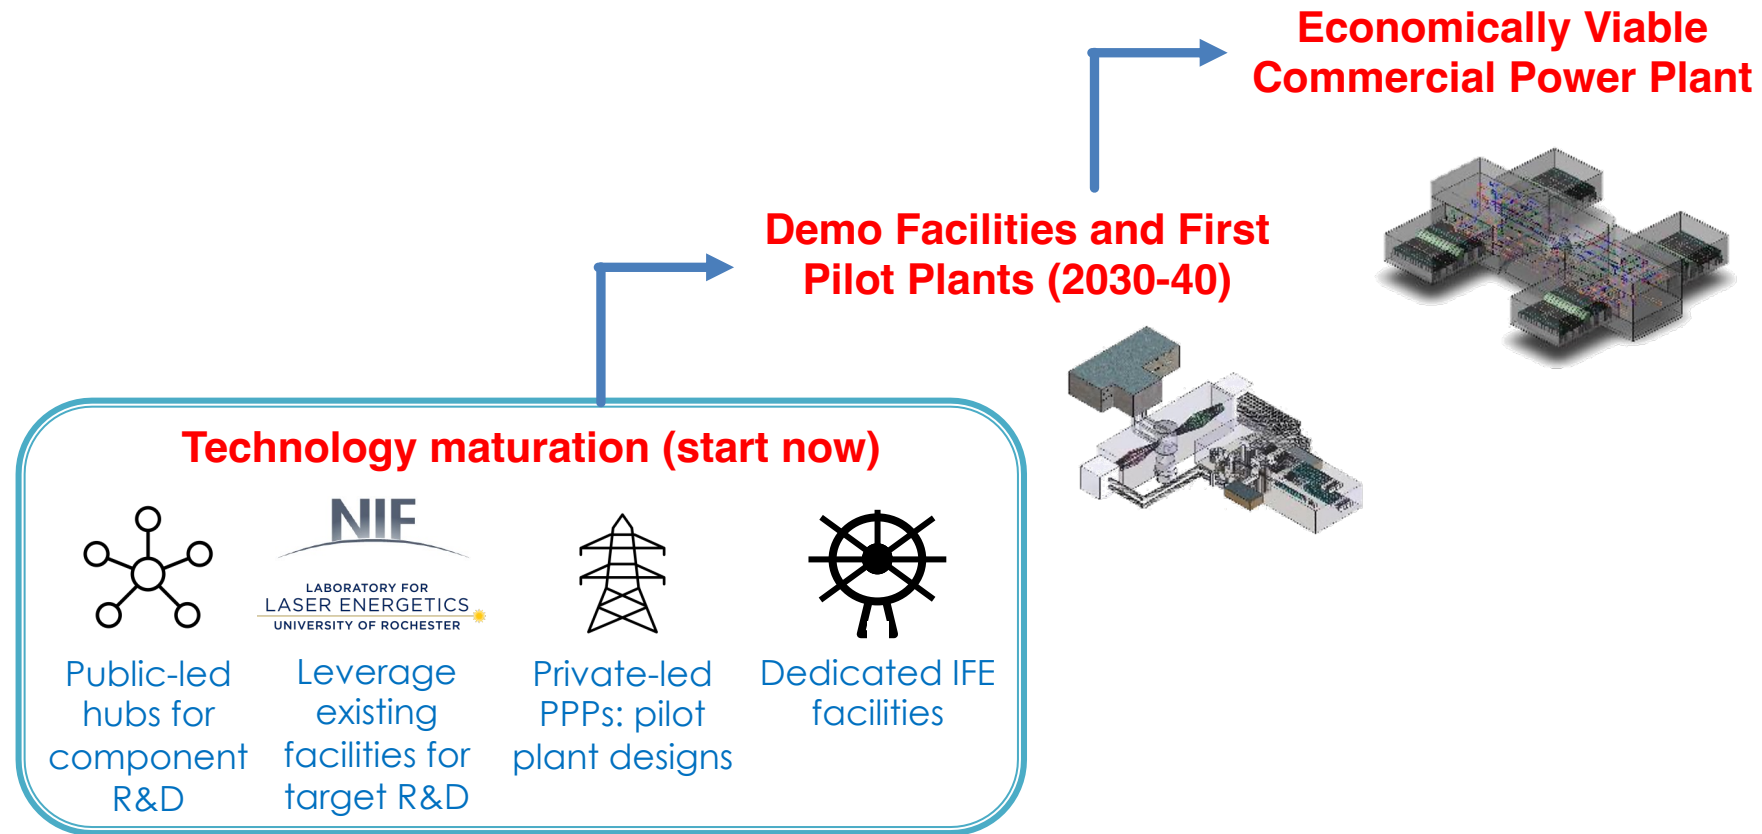 Economically Viable
Commercial Power Plant
Demo Facilities and First
Pilot Plants (2030-40)
Technology maturation (start now)
NIF
LABORATORY FOR
LASER ENERGETICS
UNIVERSITY OF ROCHESTER
Public-led
hubs for
component
R&D
Leverage
existing
facilities for
target R&D
Private-led
PPPs: pilot
plant designs
Dedicated IFE
facilities